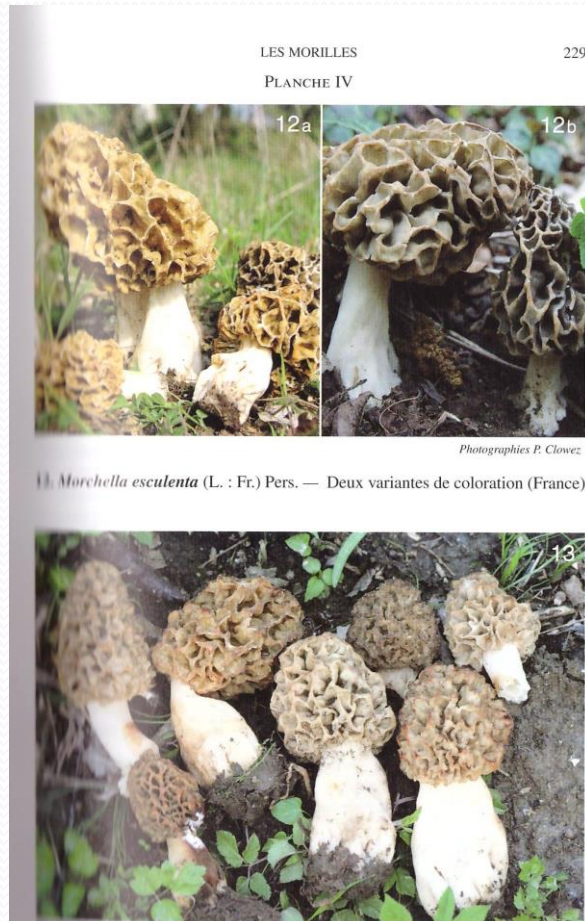 LES MORILLES 229
PLANCHE IV
12a 12b
Photographies P. Clowez
Morchella esculenta (L. : Fr.) Pers. — Deux variantes de coloration (France)
13